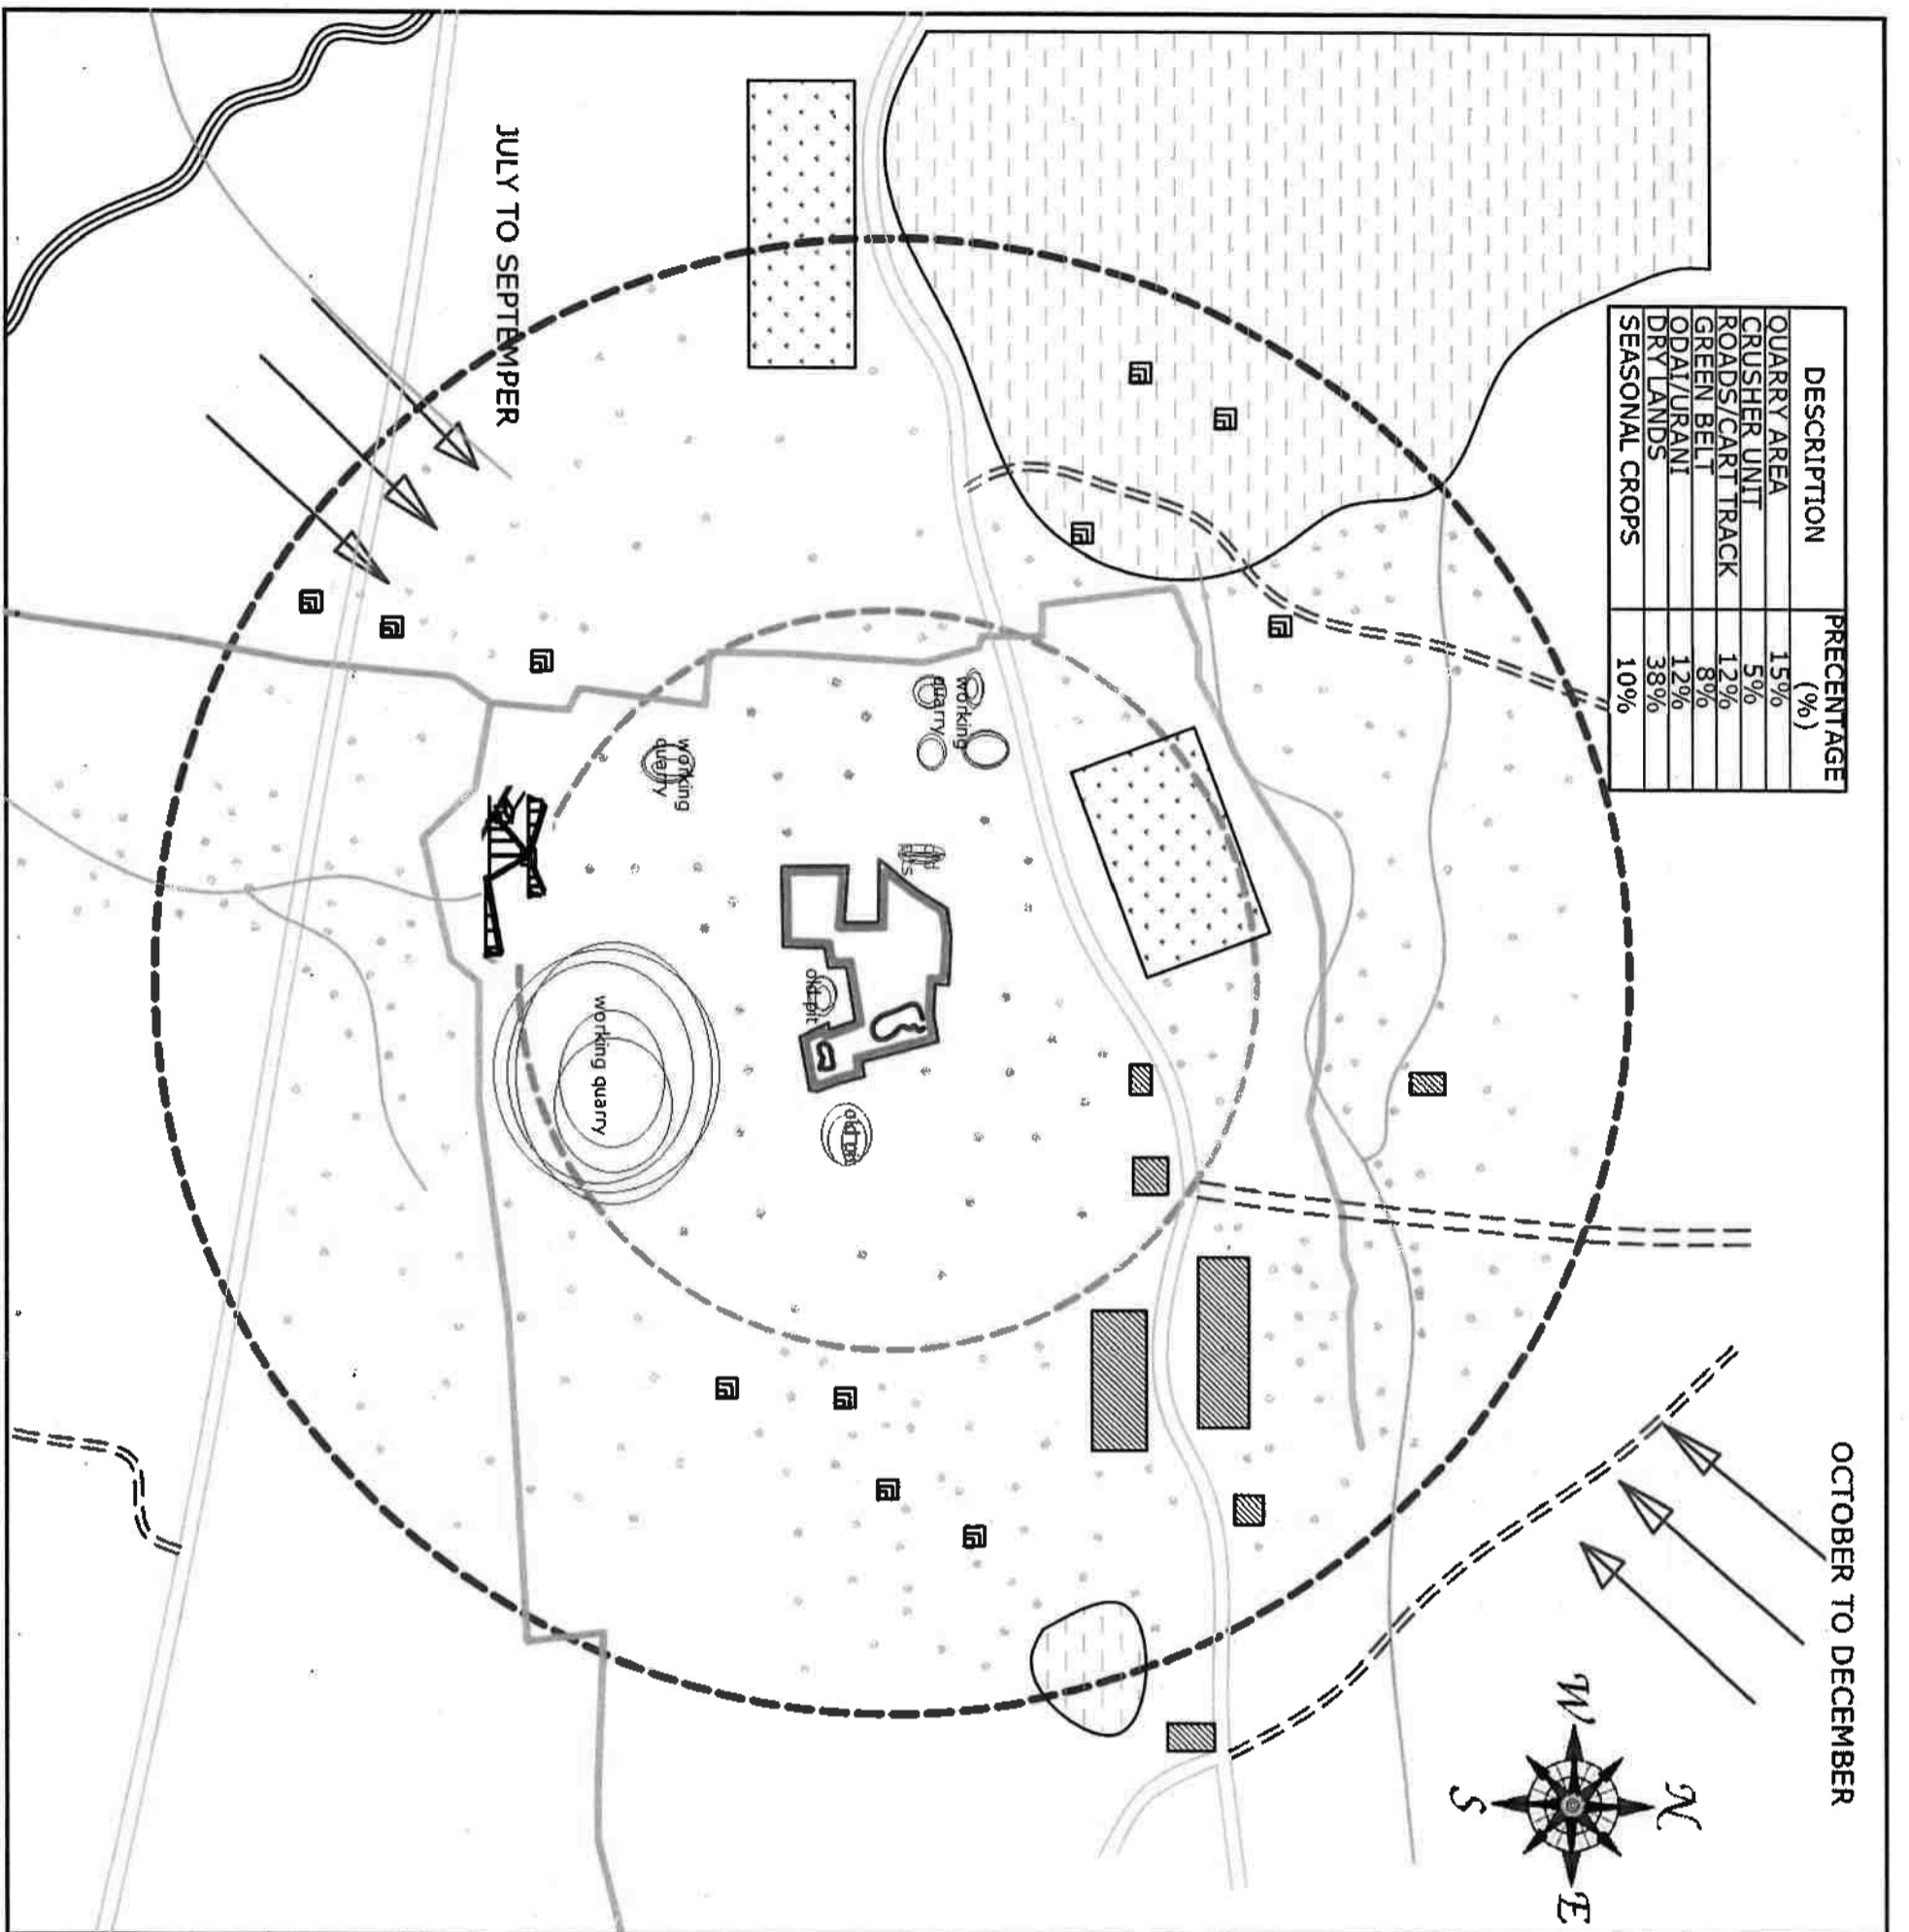 DESCRIPTION PRECENTAGE (%)
QUARRY AREA 15%
CRUSHER UNIT 5%
ROADS/CART TRACK 12%
GREEN BELT 8%
ODAI/URANI 12%
DRY LANDS 38%
SEASONAL CROPS 10%
OCTOBER TO DECEMBER
N
W
E
S
working
quarry
working
quarry
old pit
old pit
working quarry
JULY TO SEPTEMPER